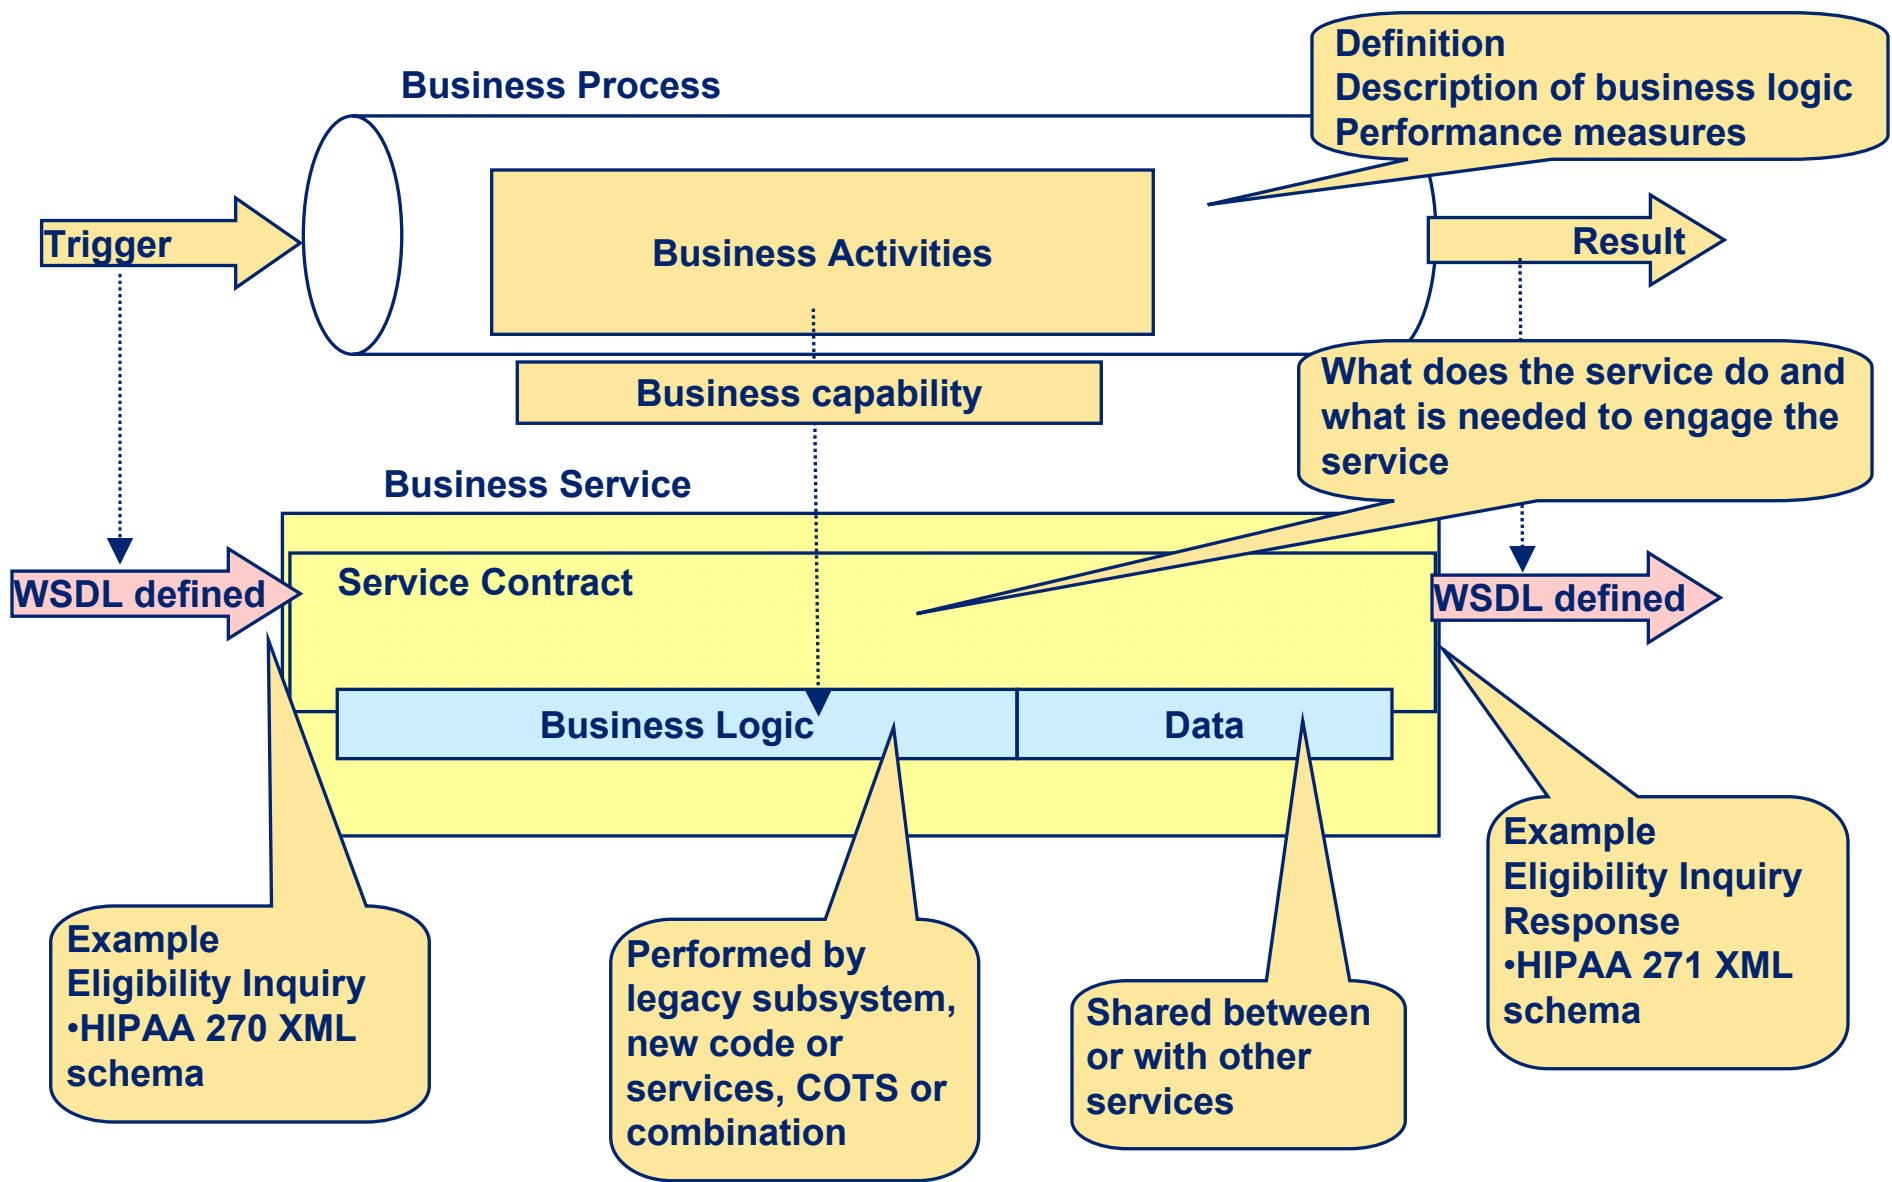 Business Process
Definition
Description of business logic
Performance measures
Trigger
Business Activities
Result
Business capability
What does the service do and
what is needed to engage the
service
Business Service
WSDL defined
Service Contract
WSDL defined
Business Logic
Data
Example
Eligibility Inquiry
•HIPAA 270 XML
schema
Performed by
legacy subsystem,
new code or
services, COTS or
combination
Shared between
or with other
services
Example
Eligibility Inquiry
Response
•HIPAA 271 XML
schema